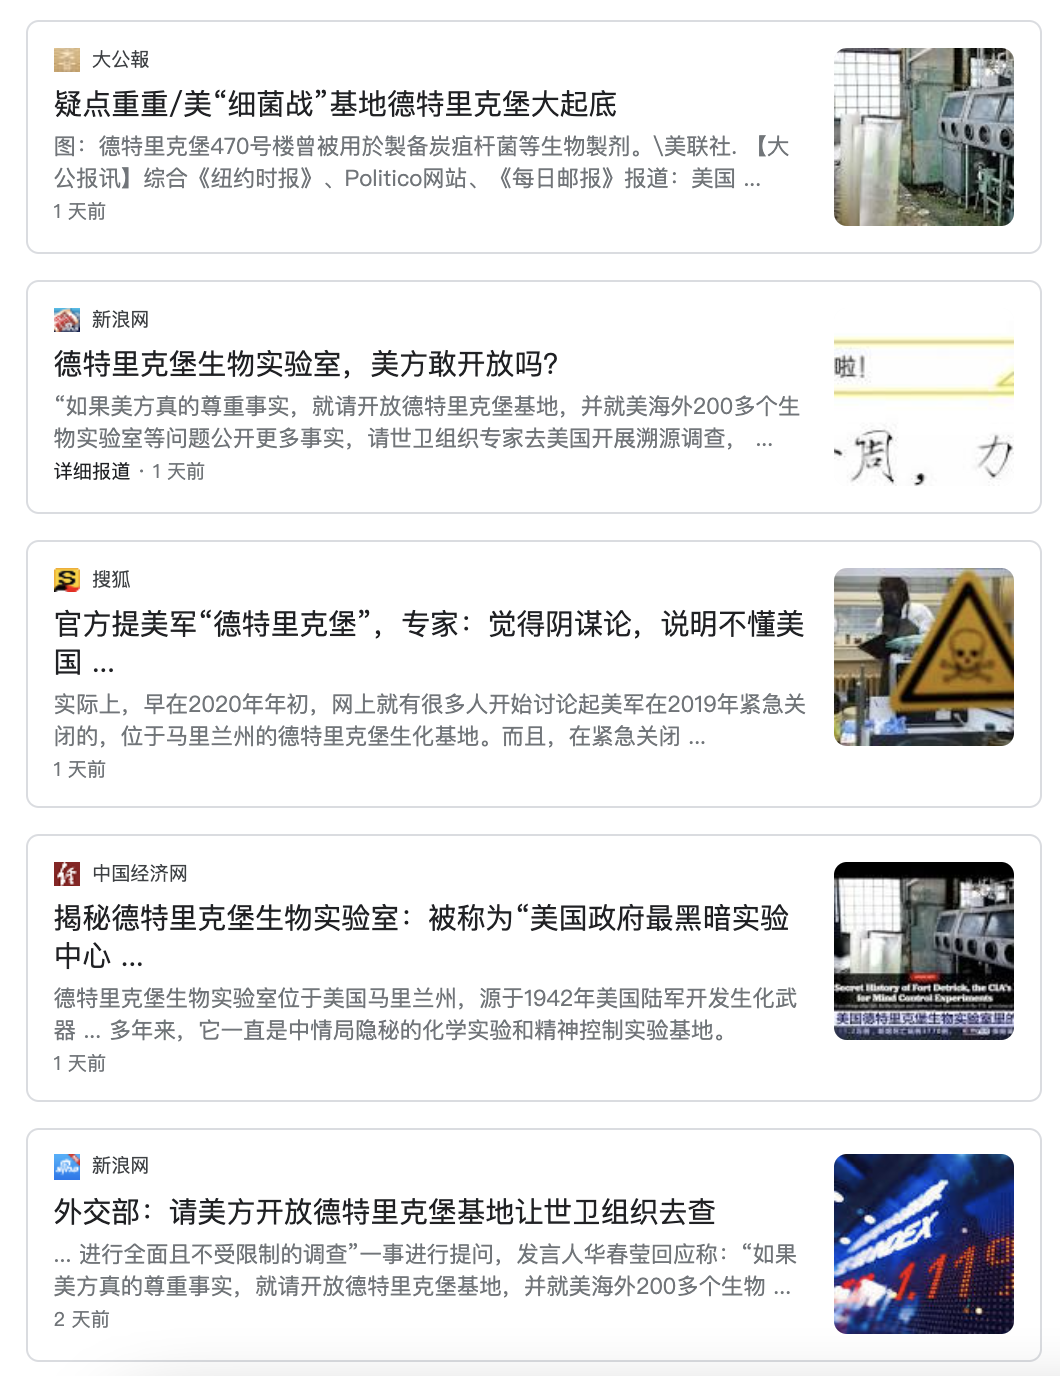 大公報
疑点重重/美“细菌战”基地德特里克堡大起底
图：德特里克堡470号楼曾被用於製备炭疽杆菌等生物製剂。\美联社. 【大
公报讯】综合《纽约时报》、Politico网站、《每日邮报》报道：美国 ...
1 天前
新浪网
德特里克堡生物实验室，美方敢开放吗？
“如果美方真的尊重事实，就请开放德特里克堡基地，并就美海外200多个生
物实验室等问题公开更多事实，请世卫组织专家去美国开展溯源调查， ...
详细报道 · 1 天前
啦！
周，力
搜狐
官方提美军“德特里克堡”，专家：觉得阴谋论，说明不懂美
国 ...
实际上，早在2020年年初，网上就有很多人开始讨论起美军在2019年紧急关
闭的，位于马里兰州的德特里克堡生化基地。而且，在紧急关闭 ...
1 天前
中国经济网
揭秘德特里克堡生物实验室：被称为“美国政府最黑暗实验
中心 ...
德特里克堡生物实验室位于美国马里兰州，源于1942年美国陆军开发生化武
器 ... 多年来，它一直是中情局隐秘的化学实验和精神控制实验基地。
1 天前
Secret History of Fort Detrick, the CIA's
for Mind Control Experiments
美国德特里克堡生物实验室里的
新浪网
外交部：请美方开放德特里克堡基地让世卫组织去查
... 进行全面且不受限制的调查”一事进行提问，发言人华春莹回应称：“如果
美方真的尊重事实，就请开放德特里克堡基地，并就美海外200多个生物 ...
2 天前
1.119